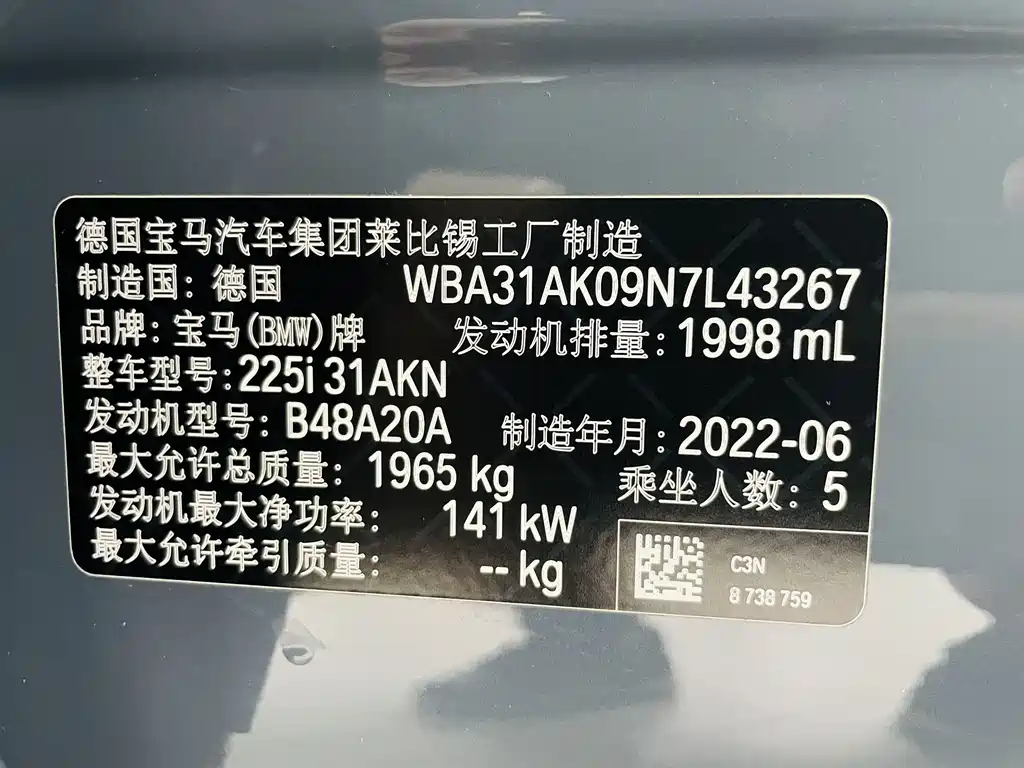 德国宝马汽车集团莱比锡工厂制造
制造国：德国 WBA31AK09N7L43267
品牌：宝马(BMW)牌 发动机排量：1998 mL
整车型号：225i 31AKN
发动机型号：B48A20A 制造年月：2022-06
最大允许总质量：1965 kg 乘坐人数：5
发动机最大净功率：141 kW
最大允许牵引质量：-- kg
C3N
8 738 759